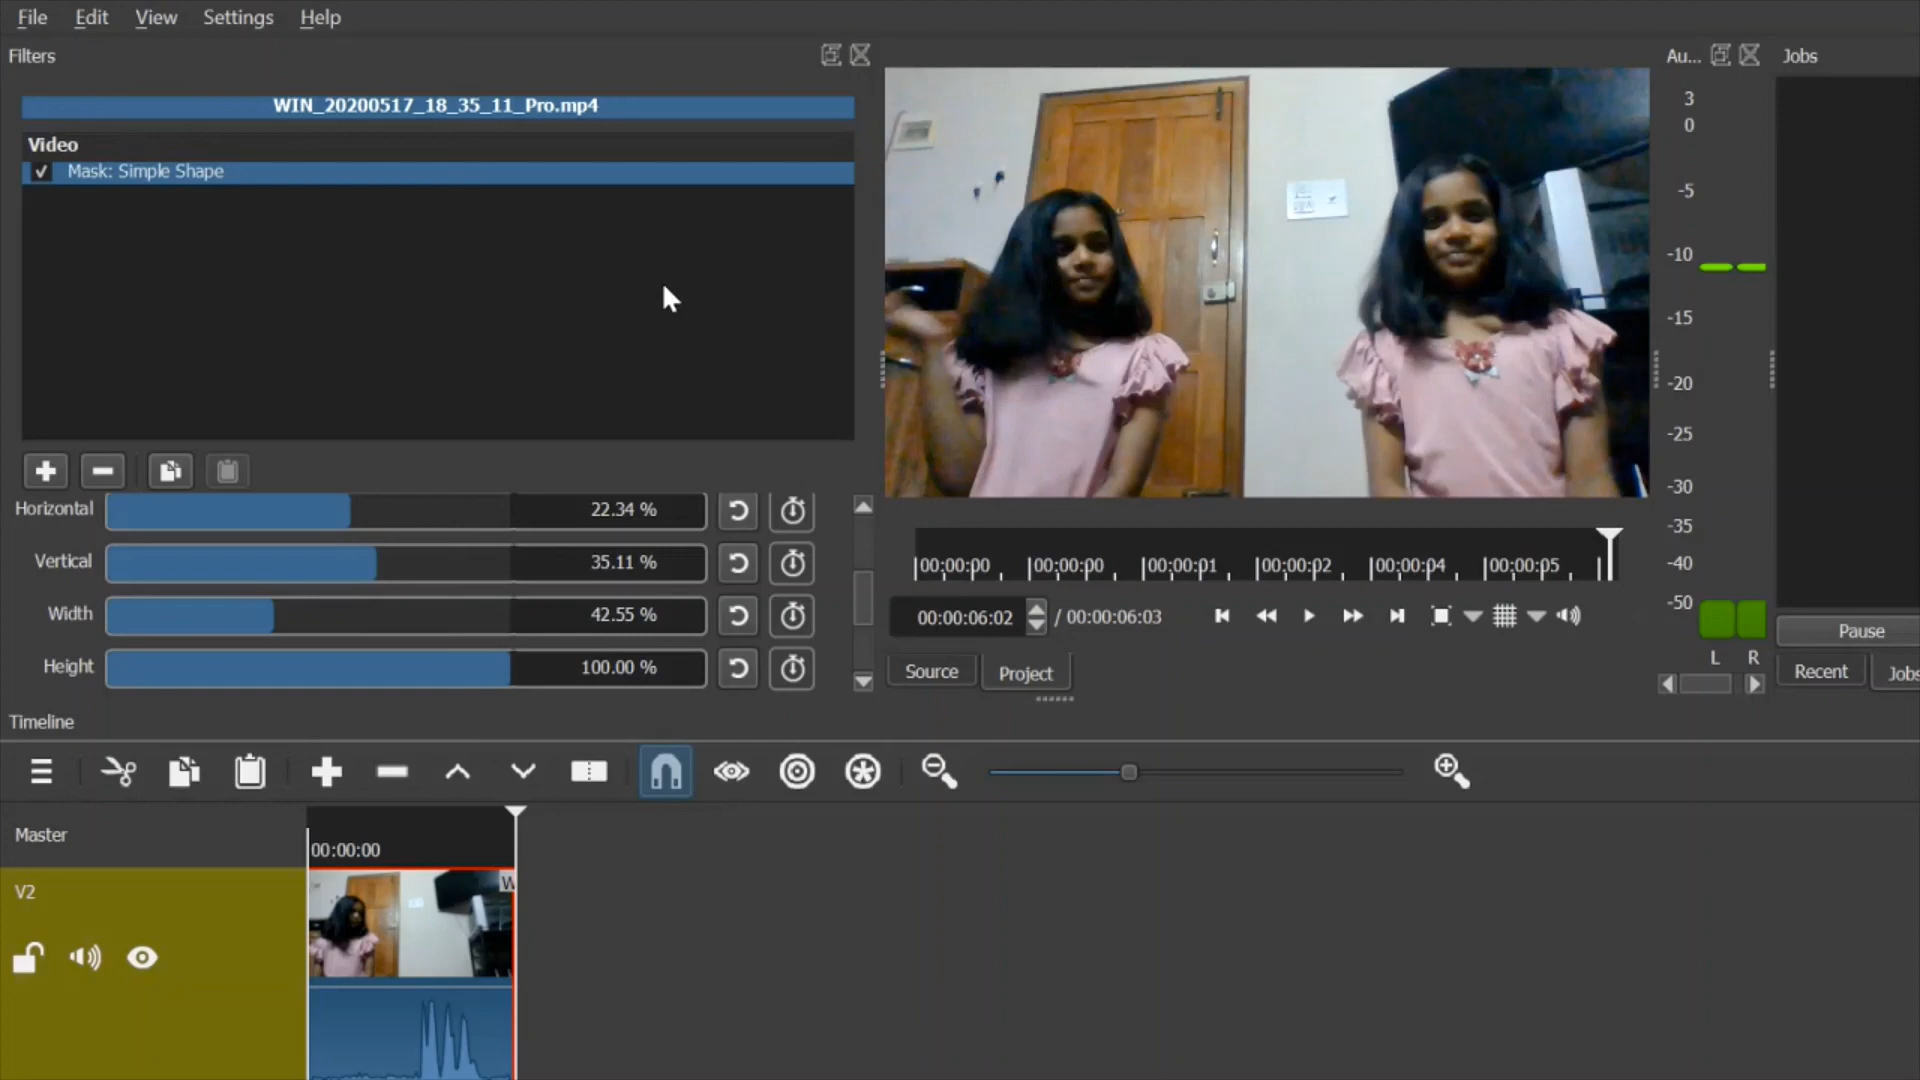 File Edit View Settings Help
Filters
WIN_20200517_18_35_11_Pro.mp4
Video
Mask: Simple Shape
Horizontal 22.34 %
Vertical 35.11 %
Width 42.55 %
Height 100.00 %
Au...
3
0
-5
-10
-15
-20
-25
-30
-35
-40
-50
L R
Jobs
Pause
Recent Jobs
00:00:00 00:00:00 00:00:01 00:00:02 00:00:04 00:00:05
00:00:06:02 / 00:00:06:03
Source Project
Timeline
Master
00:00:00
V2
W